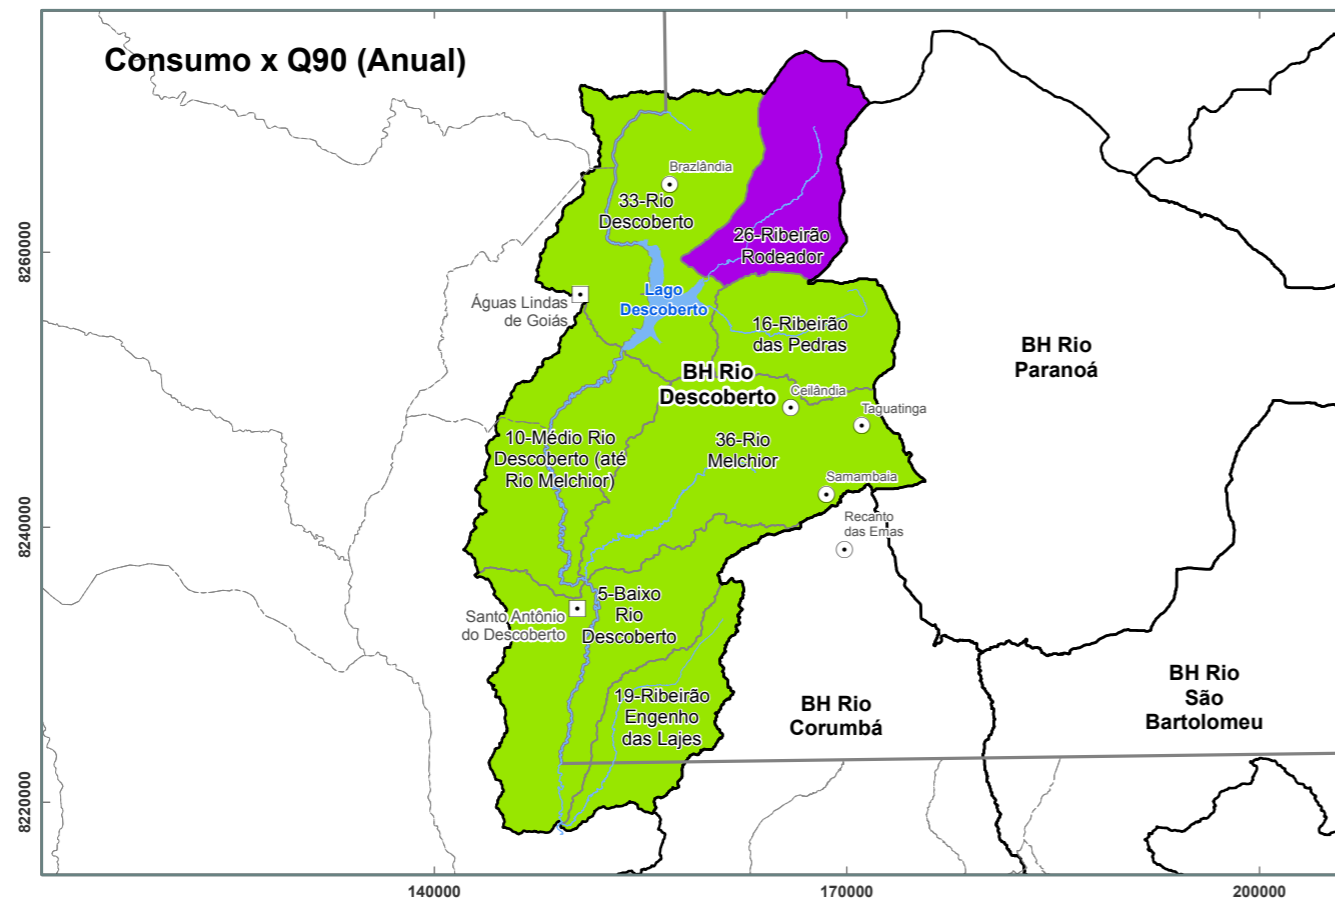 Consumo x Q90 (Anual)
Brazlândia
33-Rio
Descoberto
26-Ribeirão
Rodeador
8260000
Lago
Descoberto
Águas Lindas
de Goiás
16-Ribeirão
das Pedras
BH Rio
Paranoá
BH Rio
Descoberto
Ceilândia
Taguatinga
10-Médio Rio
Descoberto (até
Rio Melchior)
36-Rio
Melchior
Samambaia
Recanto
das Emas
8240000
Santo Antônio
do Descoberto
5-Baixo
Rio
Descoberto
19-Ribeirão
Engenho
das Lajes
BH Rio
Corumbá
BH Rio
São
Bartolomeu
8220000
140000
170000
200000